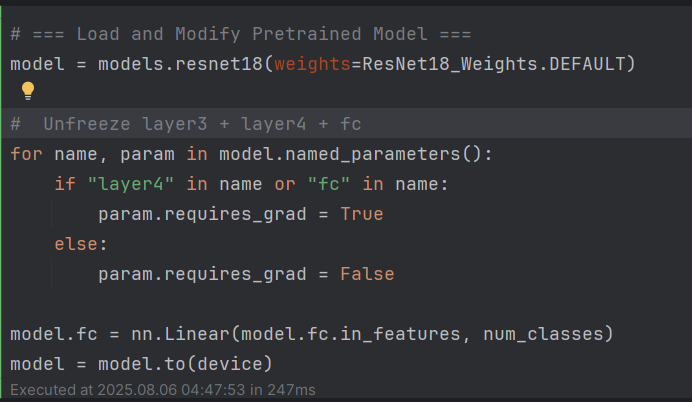 # === Load and Modify Pretrained Model ===
model = models.resnet18(weights=ResNet18_Weights.DEFAULT)
#  Unfreeze layer3 + layer4 + fc
for name, param in model.named_parameters():
    if "layer4" in name or "fc" in name:
        param.requires_grad = True
    else:
        param.requires_grad = False
model.fc = nn.Linear(model.fc.in_features, num_classes)
model = model.to(device)
Executed at 2025.08.06 04:47:53 in 247ms